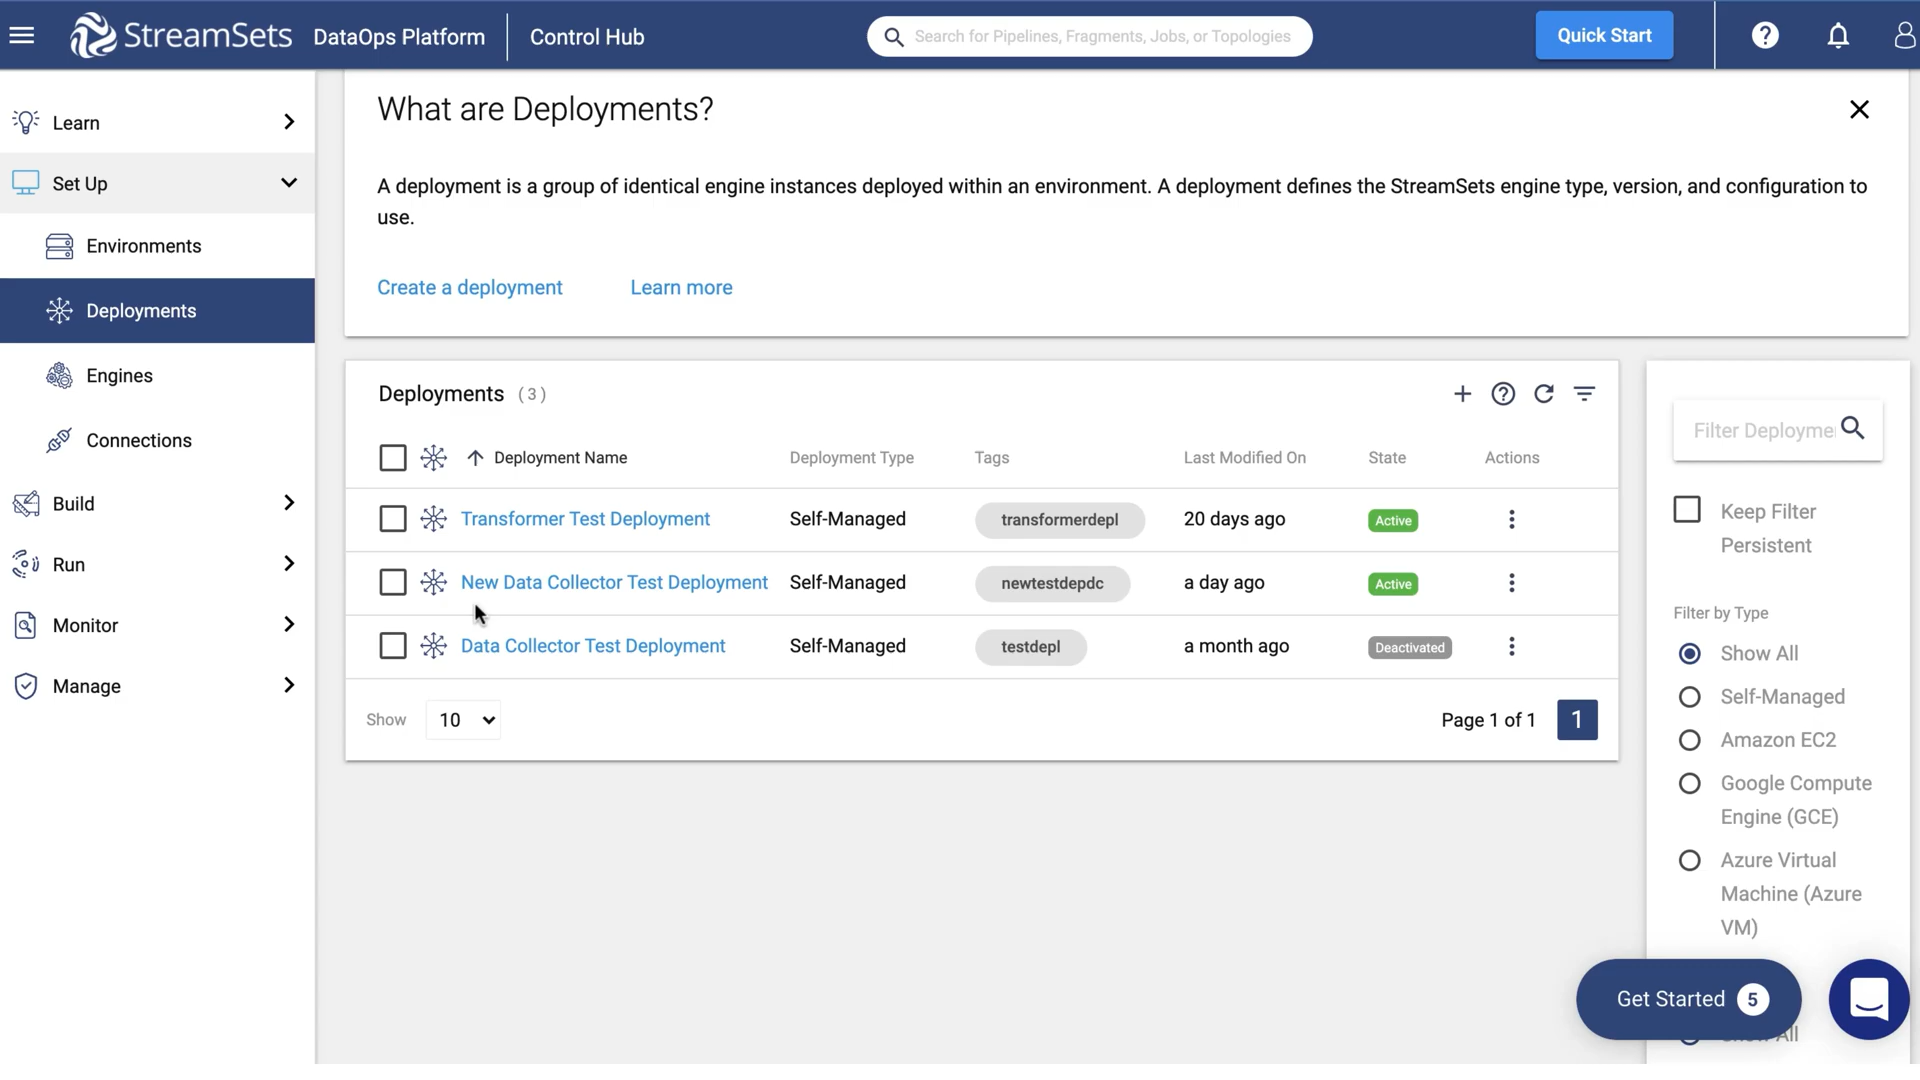 StreamSets DataOps Platform Control Hub Search for Pipelines, Fragments, Jobs, or Topologies Quick Start ?
Learn
Set Up
Environments
Deployments
Engines
Connections
Build
Run
Monitor
Manage
What are Deployments?
A deployment is a group of identical engine instances deployed within an environment. A deployment defines the StreamSets engine type, version, and configuration to
use.
Create a deployment Learn more
Deployments (3)
Deployment Name Deployment Type Tags Last Modified On State Actions
Transformer Test Deployment Self-Managed transformerdepl 20 days ago Active
New Data Collector Test Deployment Self-Managed newtestdepdc a day ago Active
Data Collector Test Deployment Self-Managed testdepl a month ago Deactivated
Show 10 Page 1 of 1 1
Filter Deployme
Keep Filter
Persistent
Filter by Type
Show All
Self-Managed
Amazon EC2
Google Compute
Engine (GCE)
Azure Virtual
Machine (Azure
VM)
Get Started 5